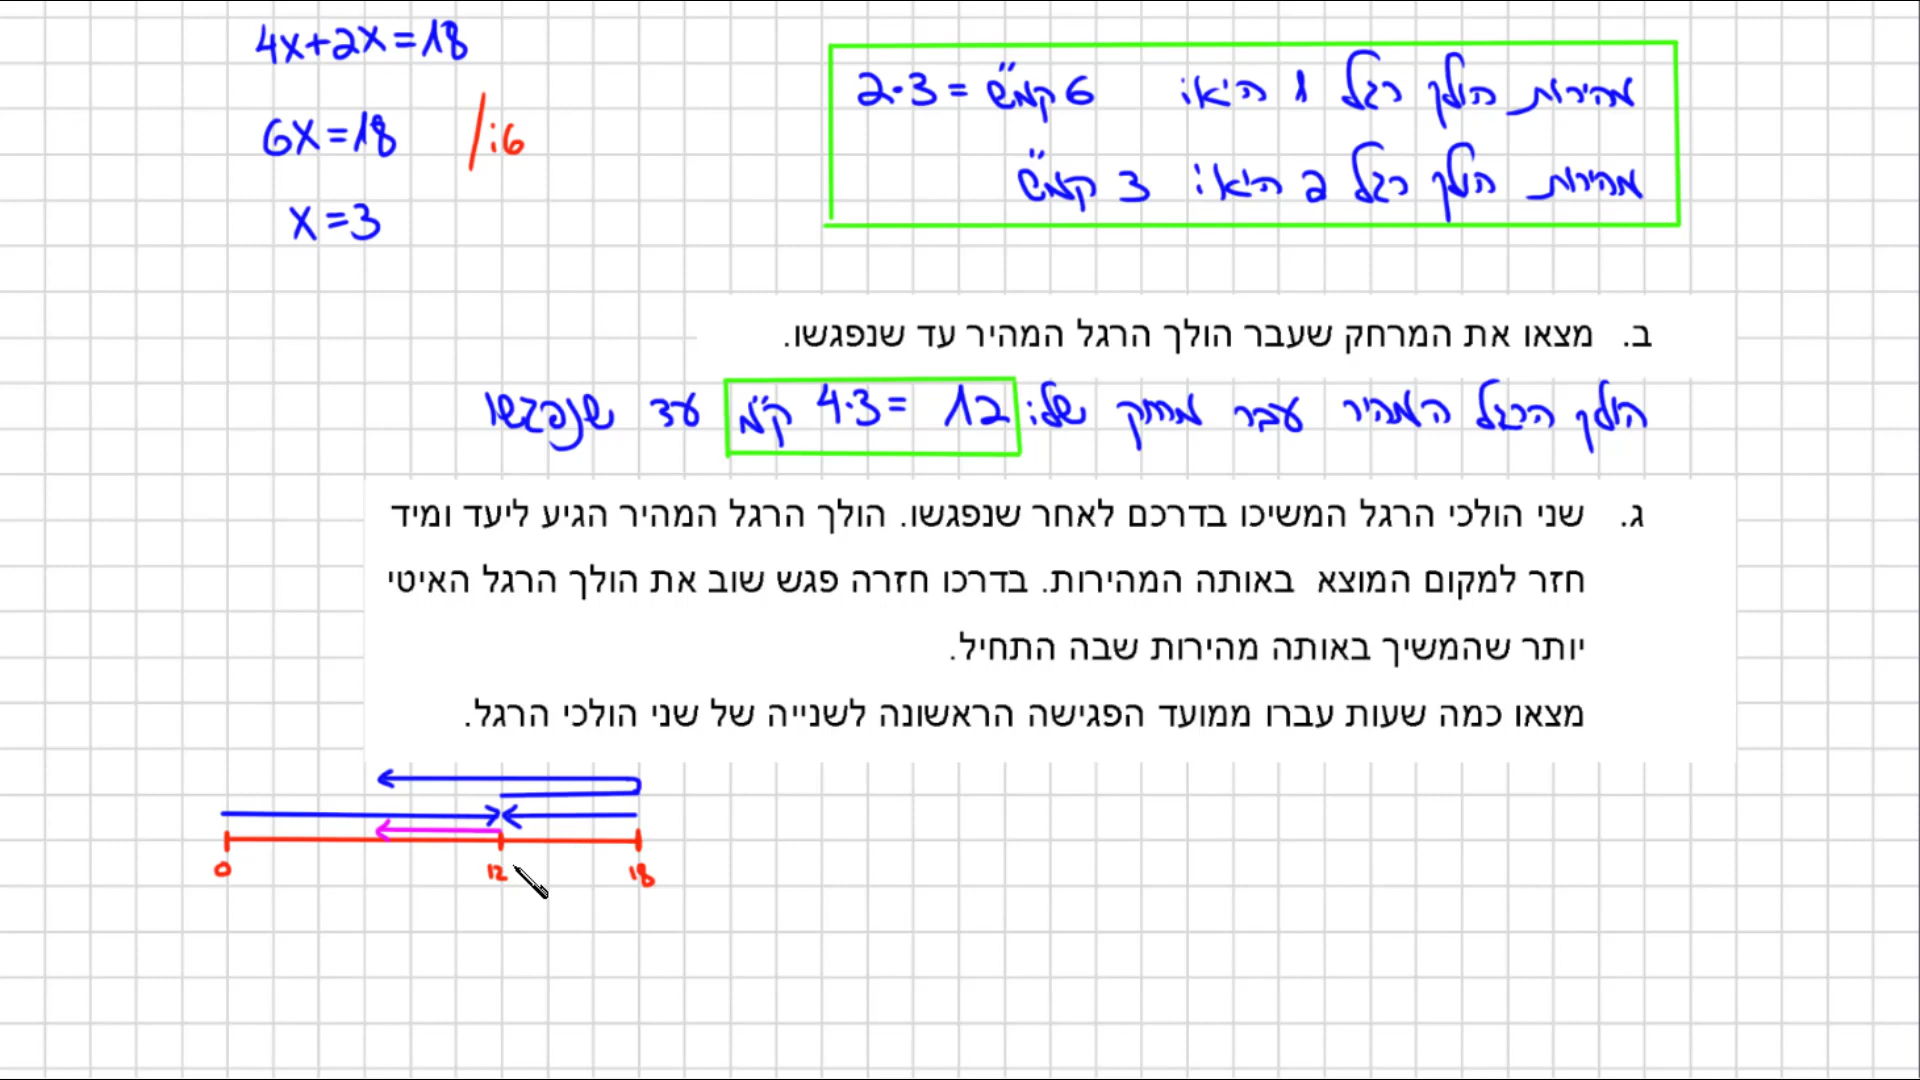 4x+2x=18
6x=18 /:6
x=3
מהירות הולך רגל 1 היא: 2·3 = 6 קמ"ש
מהירות הולך רגל 2 היא: 3 קמ"ש
ב. מצאו את המרחק שעבר הולך הרגל המהיר עד שנפגשו.
הולך הרגל המהיר עבר מרחק של: 4·3 = 12 ק"מ עד שנפגשו
ג. שני הולכי הרגל המשיכו בדרכם לאחר שנפגשו. הולך הרגל המהיר הגיע ליעד ומיד
חזר למקום המוצא באותה המהירות. בדרכו חזרה פגש שוב את הולך הרגל האיטי
יותר שהמשיך באותה מהירות שבה התחיל.
מצאו כמה שעות עברו ממועד הפגישה הראשונה לשנייה של שני הולכי הרגל.
0 12 18